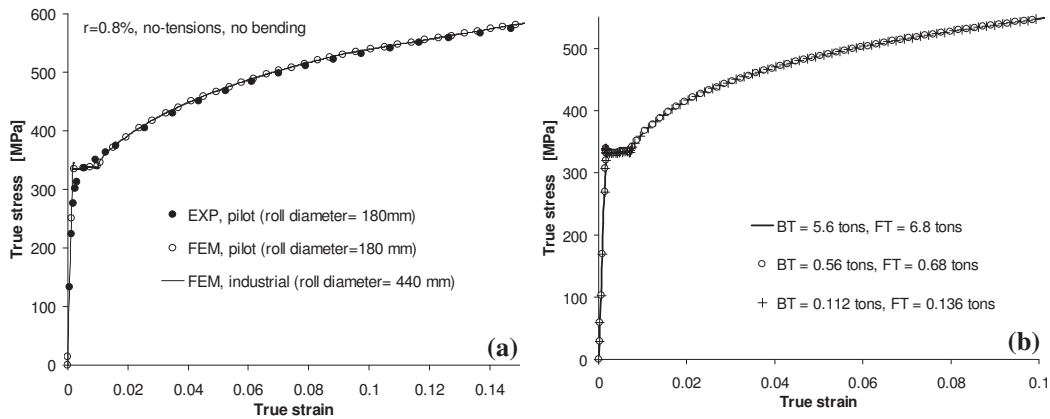 r=0.8%, no-tensions, no bending
True stress [MPa]
600
500
400
300
200
100
0
EXP, pilot (roll diameter= 180mm)
FEM, pilot (roll diameter=180 mm)
FEM, industrial (roll diameter= 440 mm)
(a)
0 0.02 0.04 0.06 0.08 0.1 0.12 0.14
True strain
True stress [MPa]
500
400
300
200
100
0
BT = 5.6 tons, FT = 6.8 tons
BT = 0.56 tons, FT = 0.68 tons
BT = 0.112 tons, FT = 0.136 tons
(b)
0 0.02 0.04 0.06 0.08 0.1
True strain